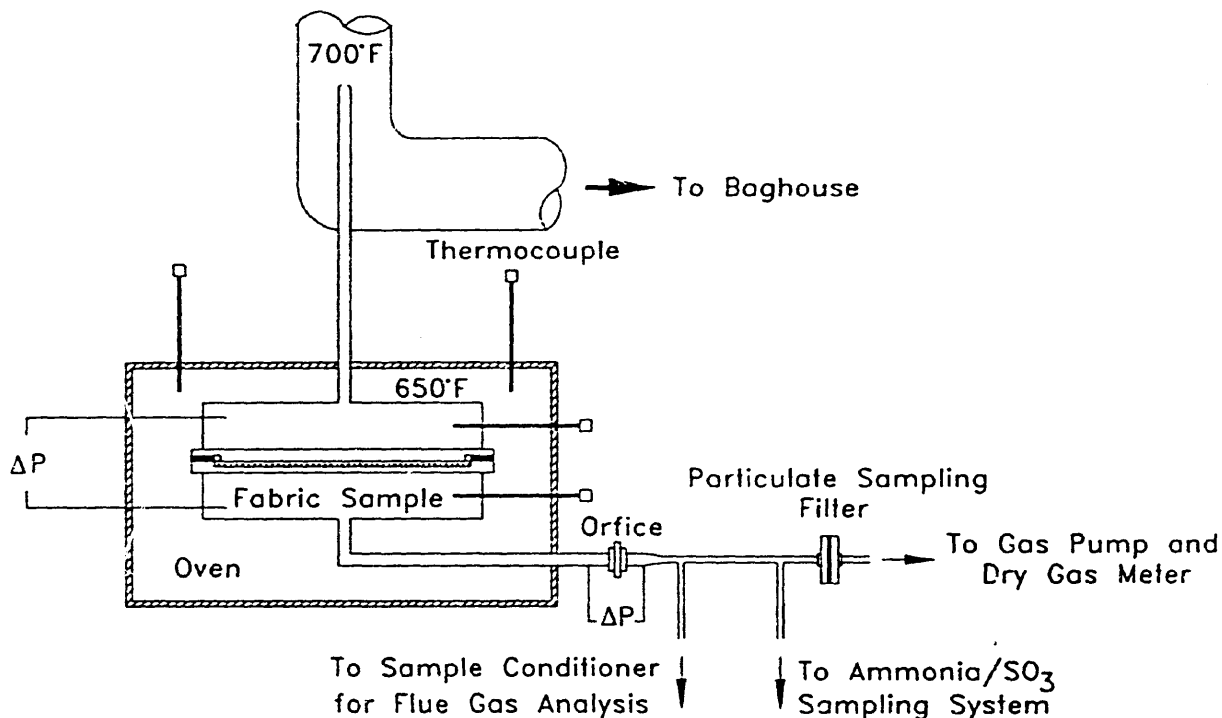 700°F
To Baghouse
Thermocouple
650°F
ΔP
Fabric Sample
Particulate Sampling
Filter
Orfice
To Gas Pump and
Dry Gas Meter
Oven
ΔP
To Sample Conditioner
for Flue Gas Analysis
To Ammonia/SO₃
Sampling System